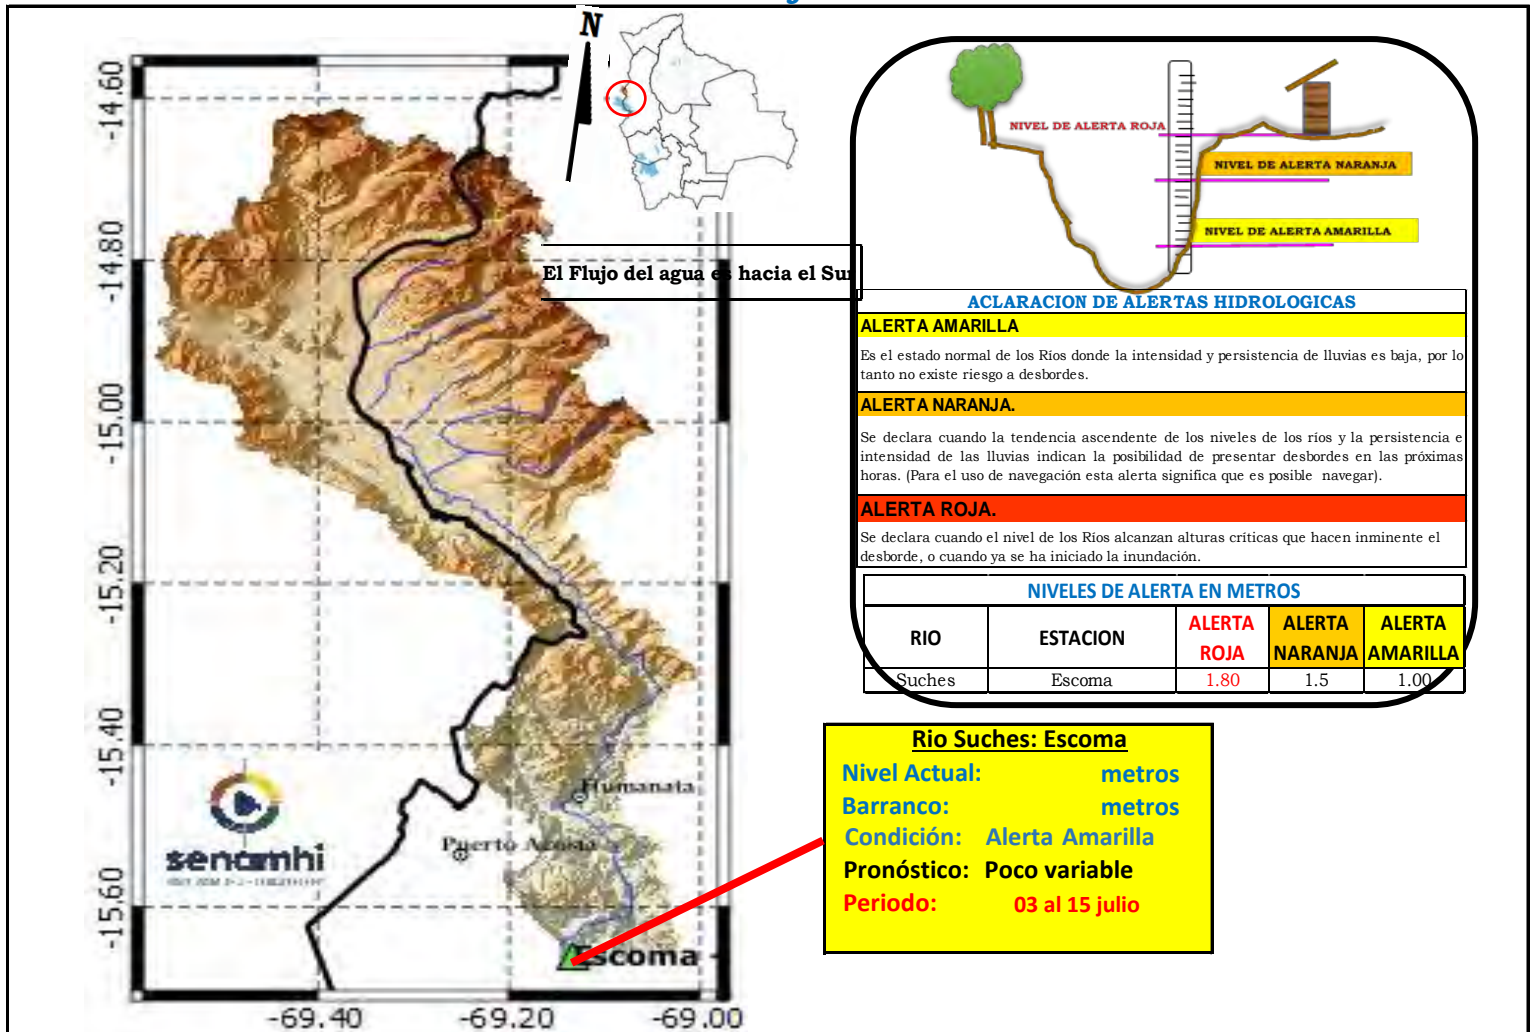 N
-14.60
-14.80
-15.00
-15.20
-15.40
-15.60
-69.40
-69.20
-69.00
El Flujo del agua es hacia el Sur
Humanata
Puerto Acosta
Escoma
senamhi
NIVEL DE ALERTA ROJA
NIVEL DE ALERTA NARANJA
NIVEL DE ALERTA AMARILLA
ACLARACION DE ALERTAS HIDROLOGICAS
ALERTA AMARILLA
Es el estado normal de los Ríos donde la intensidad y persistencia de lluvias es baja, por lo
tanto no existe riesgo a desbordes.
ALERTA NARANJA.
Se declara cuando la tendencia ascendente de los niveles de los ríos y la persistencia e
intensidad de las lluvias indican la posibilidad de presentar desbordes en las próximas
horas. (Para el uso de navegación esta alerta significa que es posible navegar).
ALERTA ROJA.
Se declara cuando el nivel de los Ríos alcanzan alturas críticas que hacen inminente el
desborde, o cuando ya se ha iniciado la inundación.
NIVELES DE ALERTA EN METROS
RIO ESTACION ALERTA ROJA ALERTA NARANJA ALERTA AMARILLA
Suches Escoma 1.80 1.5 1.00
Rio Suches: Escoma
Nivel Actual: metros
Barranco: metros
Condición: Alerta Amarilla
Pronóstico: Poco variable
Periodo: 03 al 15 julio